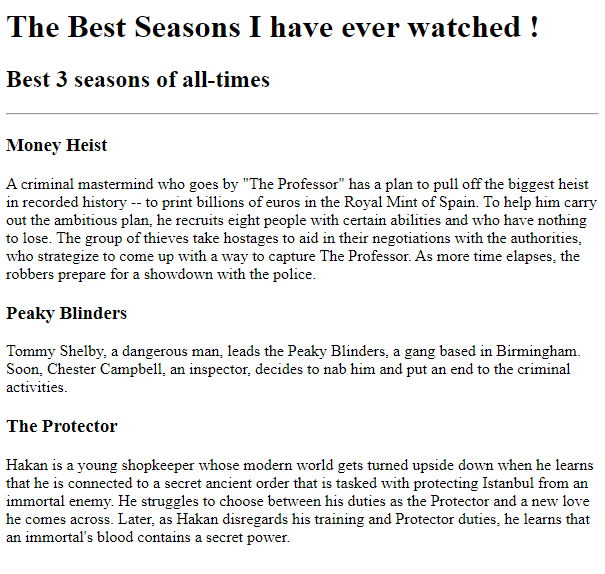 The Best Seasons I have ever watched !
Best 3 seasons of all-times
Money Heist
A criminal mastermind who goes by "The Professor" has a plan to pull off the biggest heist
in recorded history -- to print billions of euros in the Royal Mint of Spain. To help him carry
out the ambitious plan, he recruits eight people with certain abilities and who have nothing
to lose. The group of thieves take hostages to aid in their negotiations with the authorities,
who strategize to come up with a way to capture The Professor. As more time elapses, the
robbers prepare for a showdown with the police.
Peaky Blinders
Tommy Shelby, a dangerous man, leads the Peaky Blinders, a gang based in Birmingham.
Soon, Chester Campbell, an inspector, decides to nab him and put an end to the criminal
activities.
The Protector
Hakan is a young shopkeeper whose modern world gets turned upside down when he learns
that he is connected to a secret ancient order that is tasked with protecting Istanbul from an
immortal enemy. He struggles to choose between his duties as the Protector and a new love
he comes across. Later, as Hakan disregards his training and Protector duties, he learns that
an immortal's blood contains a secret power.